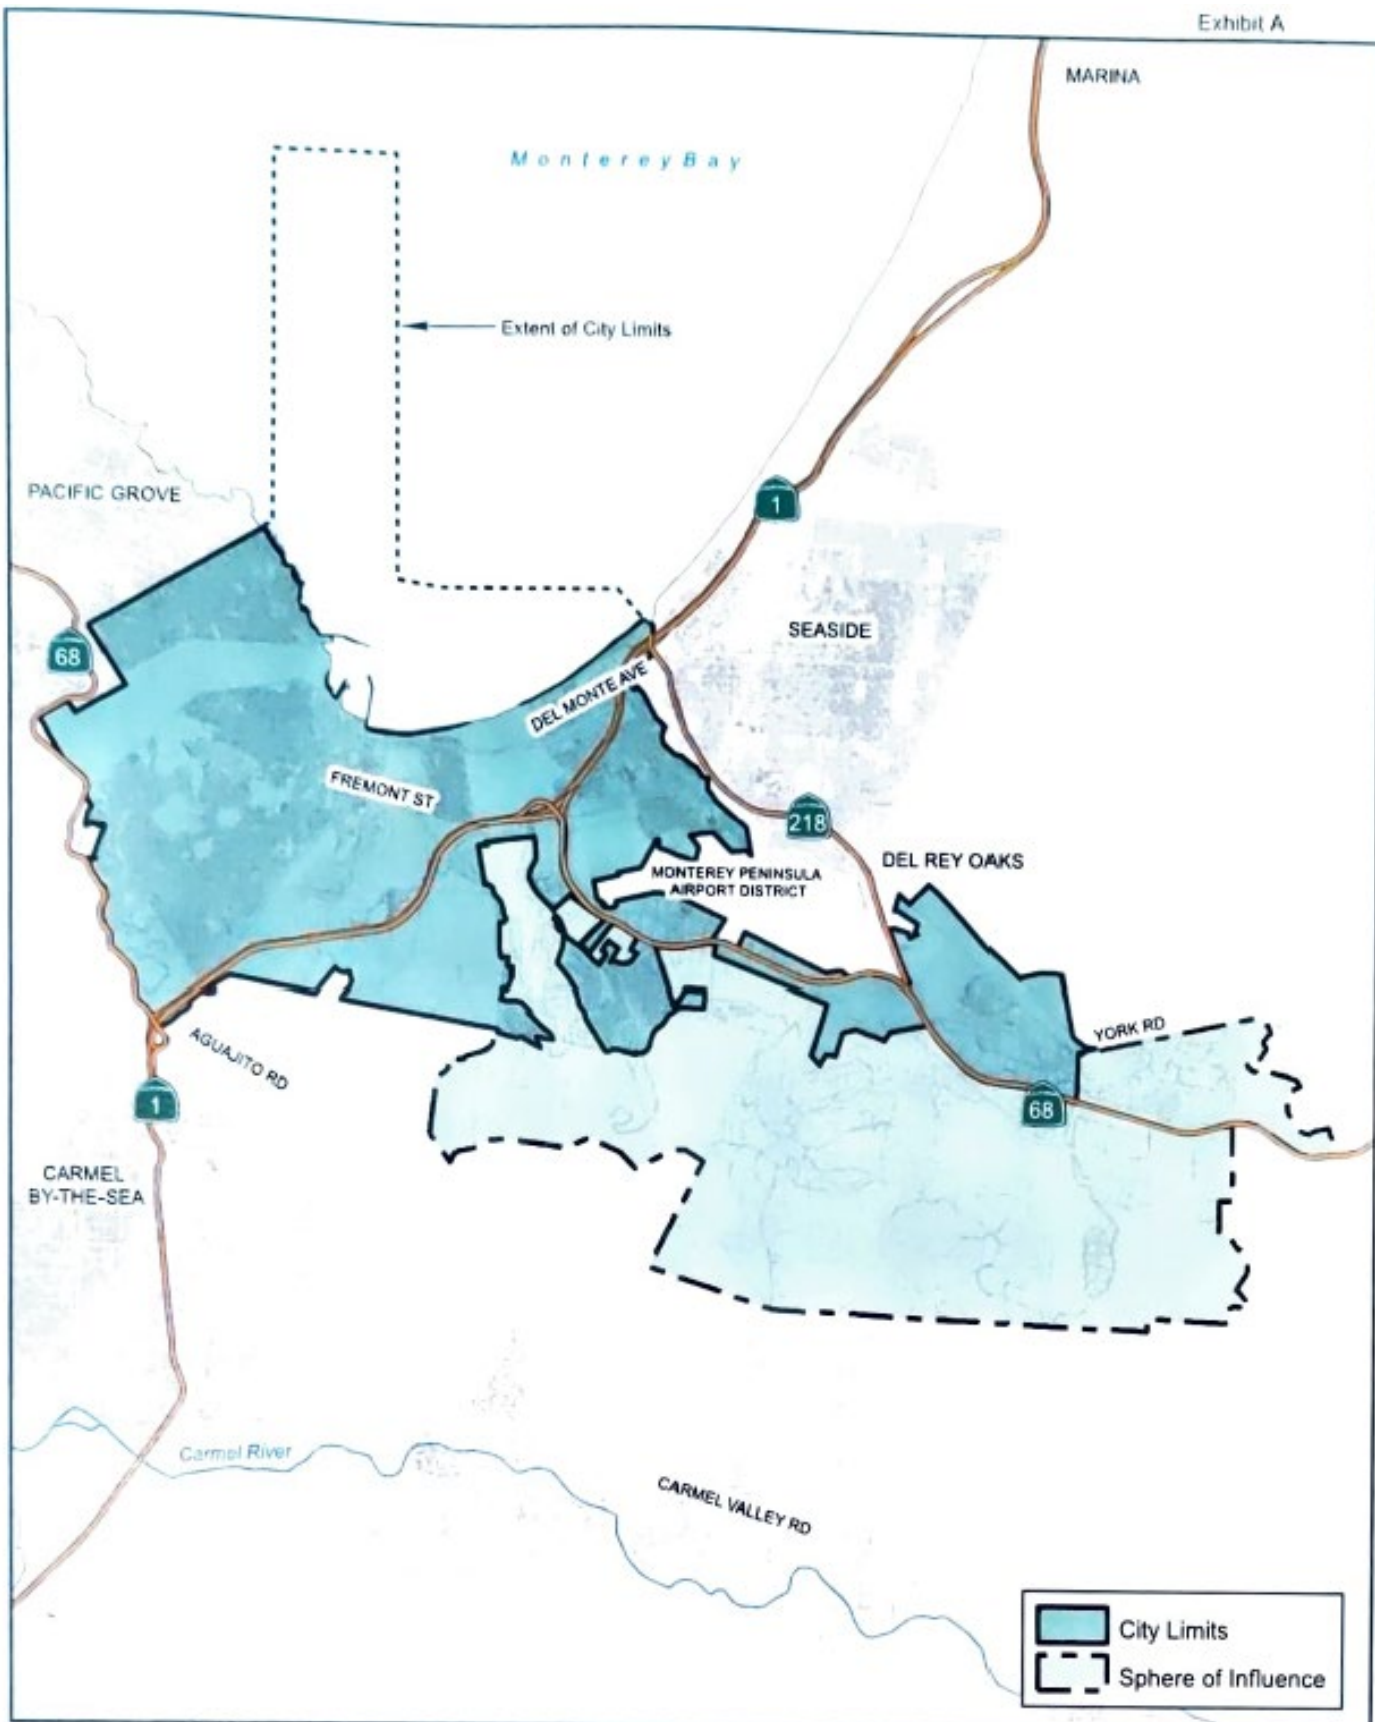 Exhibit A
MARINA
Monterey Bay
Extent of City Limits
PACIFIC GROVE
1
SEASIDE
68
DEL MONTE AVE
FREMONT ST
218
DEL REY OAKS
MONTEREY PENINSULA
AIRPORT DISTRICT
YORK RD
AGUAJITO RD
1
68
CARMEL
BY-THE-SEA
Carmel River
CARMEL VALLEY RD
City Limits
Sphere of Influence